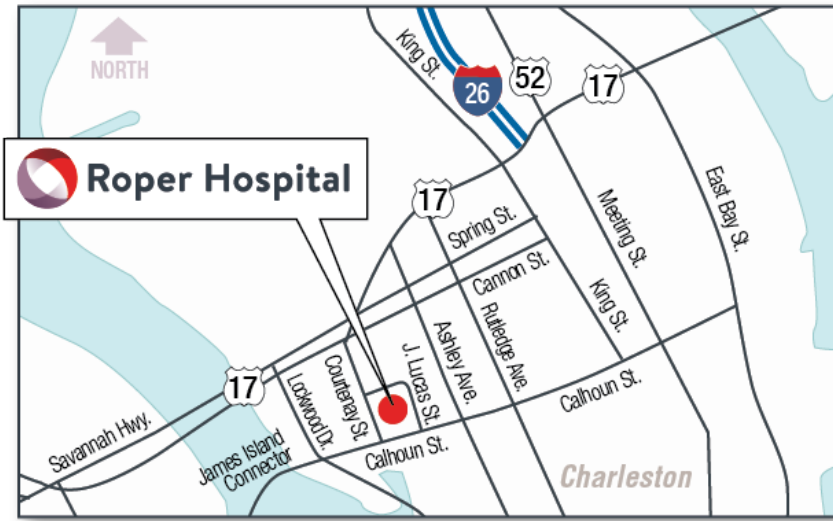 NORTH
King St.
26
52
17
Roper Hospital
17
Spring St.
Cannon St.
Meeting St.
East Bay St.
King St.
17
Savannah Hwy.
Lockwood Dr.
Courtenay St.
J. Lucas St.
Ashley Ave.
Rutledge Ave.
Calhoun St.
James Island
Connector
Calhoun St.
Charleston